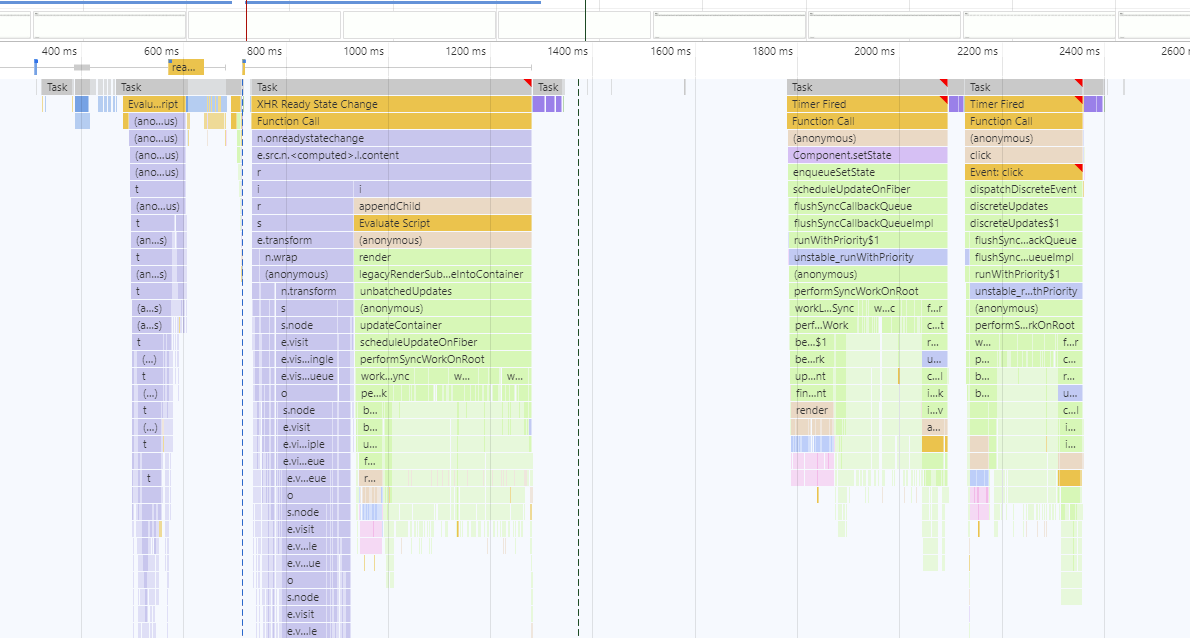 400 ms 600 ms 800 ms 1000 ms 1200 ms 1400 ms 1600 ms 1800 ms 2000 ms 2200 ms 2400 ms 2600
rea...
Task Task Task Task Task Task
Evalu...ript XHR Ready State Change Timer Fired Timer Fired
(ano...us) Function Call Function Call Function Call
(ano...us) n.onreadystatechange (anonymous) (anonymous)
(ano...us) e.src.n.<computed>.l.content Component.setState click
(ano...us) r enqueueSetState Event: click
t i i scheduleUpdateOnFiber dispatchDiscreteEvent
(ano...us) r appendChild flushSyncCallbackQueue discreteUpdates
t s Evaluate Script flushSyncCallbackQueueImpl discreteUpdates$1
(an...s) e.transform (anonymous) runWithPriority$1 flushSync...ackQueue
t n.wrap render unstable_runWithPriority flushSync...ueueImpl
(an...s) (anonymous) legacyRenderSub...eIntoContainer (anonymous) runWithPriority$1
t n.transform unbatchedUpdates performSyncWorkOnRoot unstable_r...thPriority
(a...s) s (anonymous) workL...Sync w...c f...r (anonymous)
(a...s) s.node updateContainer perf...Work c...t performS...rkOnRoot
t e.visit scheduleUpdateOnFiber be...$1 r... w... f...r
(...) e.vis...ingle performSyncWorkOnRoot be...rk u... p... c...
t e.vis...ueue work...ync w... w... up...nt c...l b... r...
(...) o pe...k fin...nt i...k b... u...
t s.node b... render i...v c...l
(...) e.visit b... a... i...
t e.vi...iple u... i...
e.vi...eue f...
t e.v...eue r...
o
s.node
e.visit
e.v...le
e.v...ue
o
s.node
e.visit
e.v...le